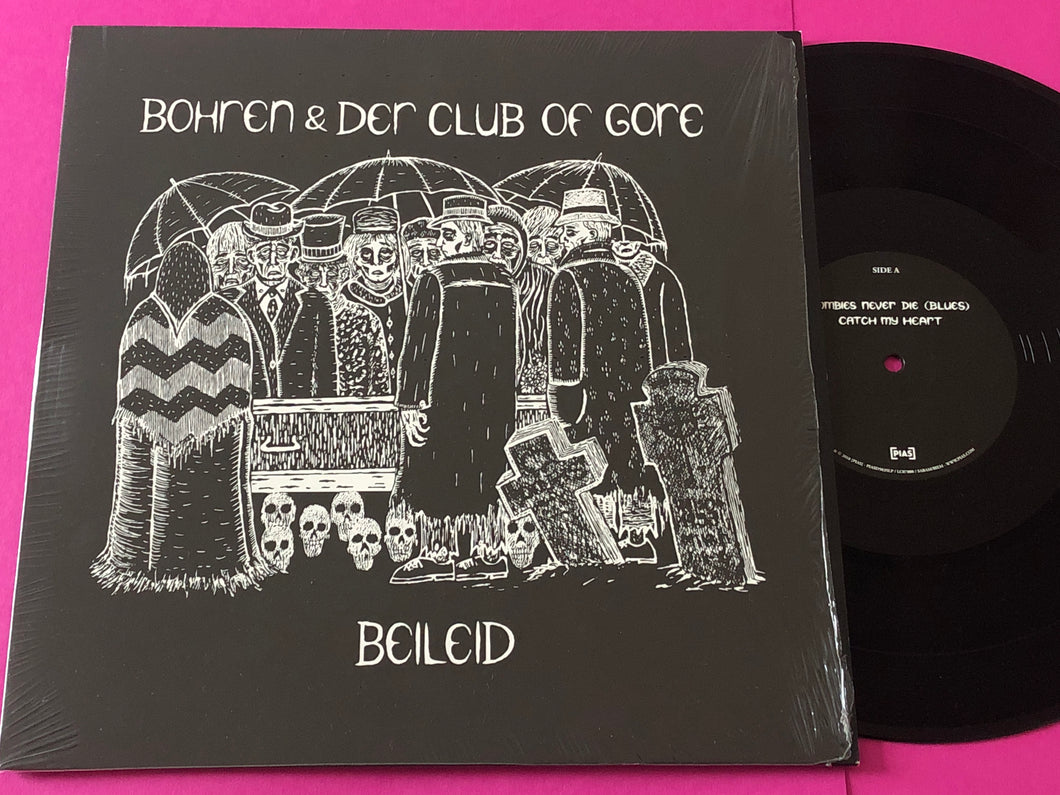 BOHREN & DER CLUB OF GORE
BEILEID
SIDE A
OMBIES NEVER DIE (BLUES)
CATCH MY HEART
[PIAS]